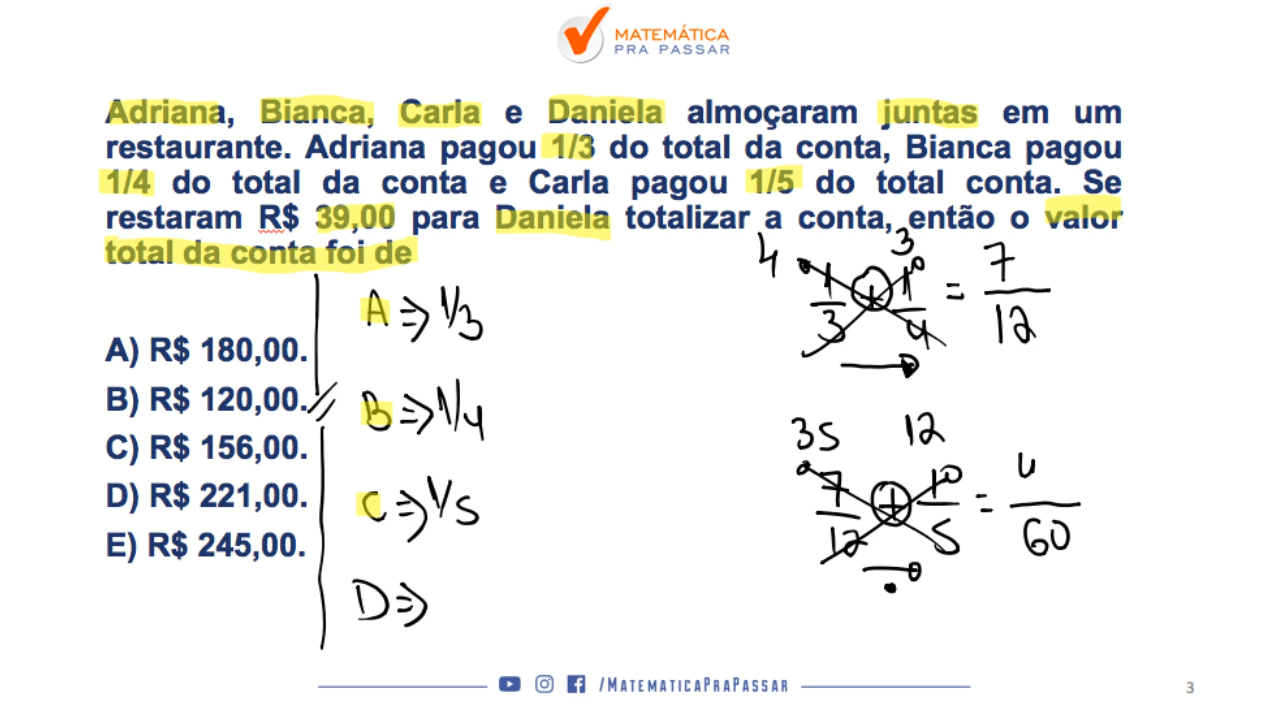 MATEMÁTICA
PRA PASSAR
Adriana, Bianca, Carla e Daniela almoçaram juntas em um
restaurante. Adriana pagou 1/3 do total da conta, Bianca pagou
1/4 do total da conta e Carla pagou 1/5 do total conta. Se
restaram R$ 39,00 para Daniela totalizar a conta, então o valor
total da conta foi de
A) R$ 180,00.
B) R$ 120,00.
C) R$ 156,00.
D) R$ 221,00.
E) R$ 245,00.
A => 1/3
B => 1/4
C => 1/5
D =>
4 3
1/3 + 1/4 = 7/12
35 12
7/12 + 1/5 = /60
/MATEMATICAPRAPASSAR
3